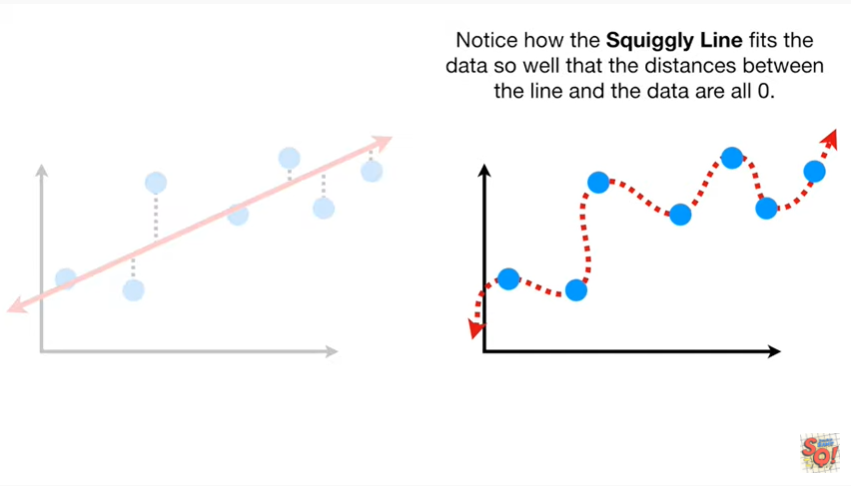 Notice how the Squiggly Line fits the
data so well that the distances between
the line and the data are all 0.
SQ!